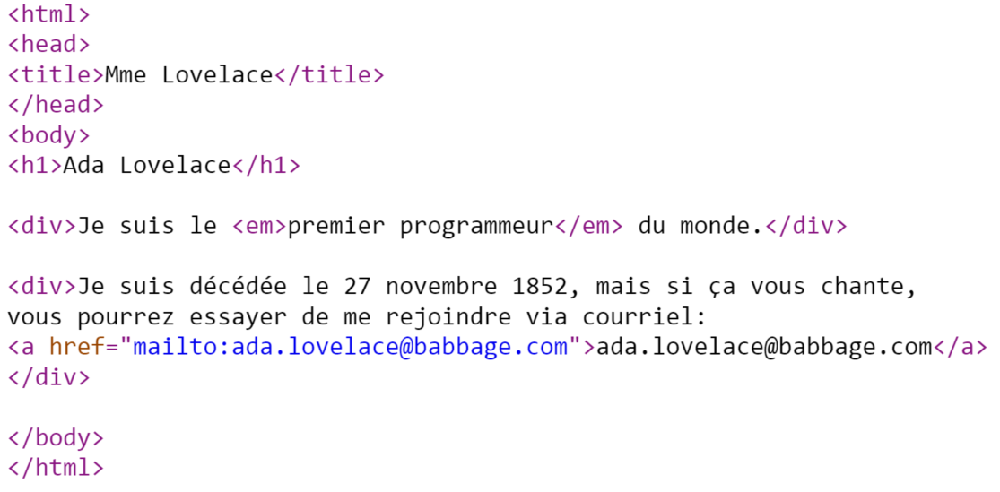 <html>
<head>
<title>Mme Lovelace</title>
</head>
<body>
<h1>Ada Lovelace</h1>
<div>Je suis le <em>premier programmeur</em> du monde.</div>
<div>Je suis décédée le 27 novembre 1852, mais si ça vous chante,
vous pourrez essayer de me rejoindre via courriel:
<a href="mailto:ada.lovelace@babbage.com">ada.lovelace@babbage.com</a>
</div>
</body>
</html>